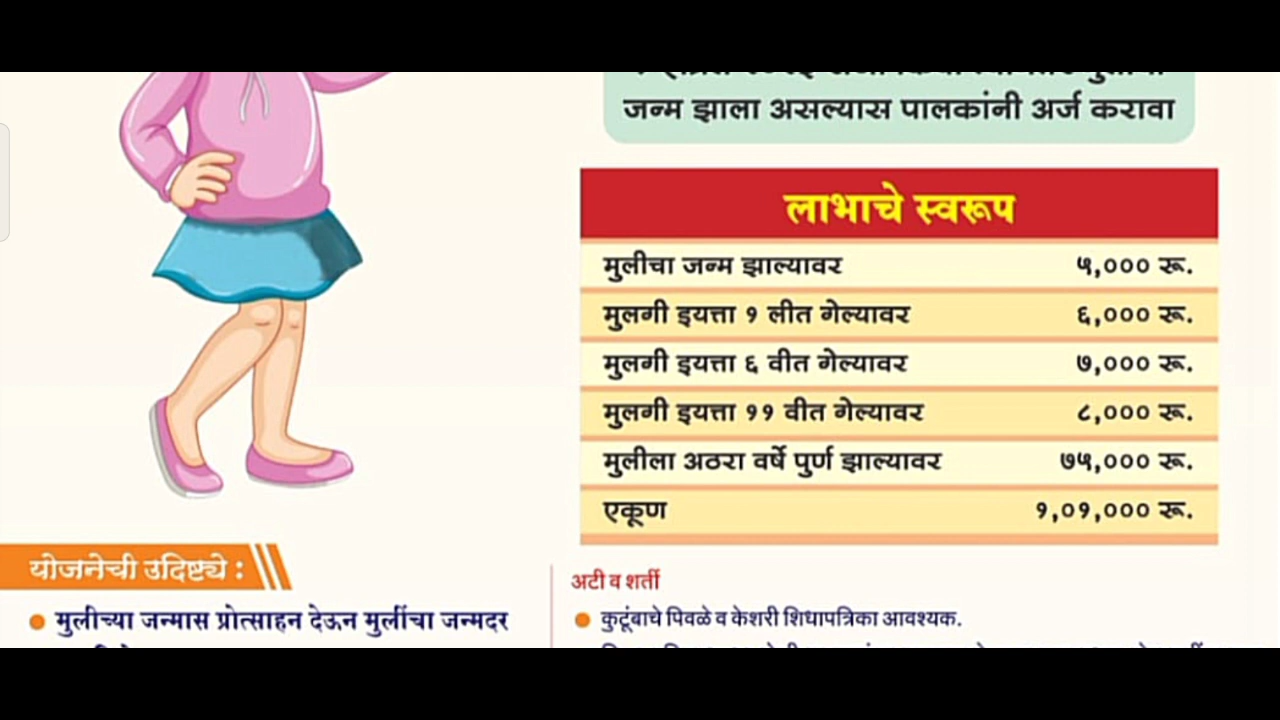 जन्म झाला असल्यास पालकांनी अर्ज करावा
लाभाचे स्वरूप
मुलीचा जन्म झाल्यावर ५,००० रू.
मुलगी इयत्ता १ लीत गेल्यावर ६,००० रू.
मुलगी इयत्ता ६ वीत गेल्यावर ७,००० रू.
मुलगी इयत्ता ११ वीत गेल्यावर ८,००० रू.
मुलीला अठरा वर्षे पुर्ण झाल्यावर ७५,००० रू.
एकूण १,०१,००० रू.
योजनेची उदिष्ट्ये :
मुलीच्या जन्मास प्रोत्साहन देऊन मुलींचा जन्मदर
अटी व शर्ती
कुटूंबाचे पिवळे व केशरी शिधापत्रिका आवश्यक.